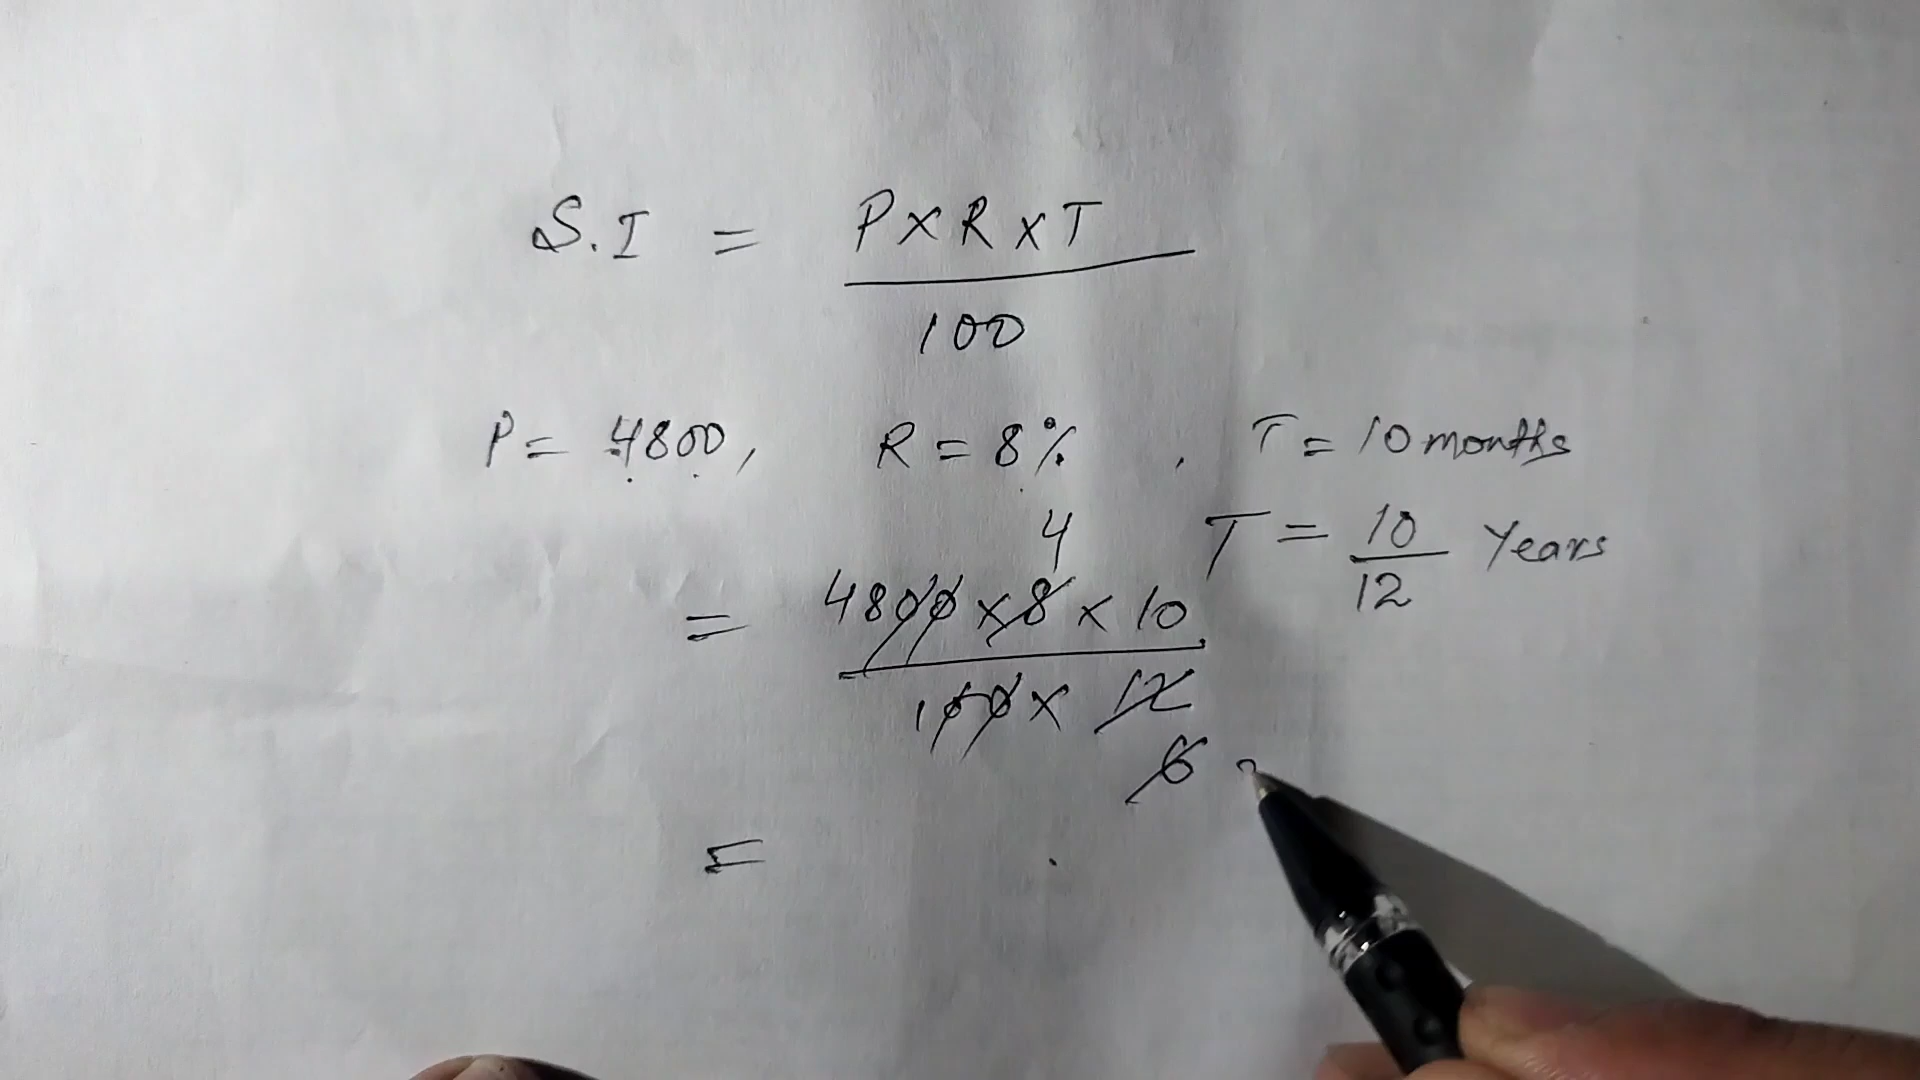 S.I = P×R×T
100
P = 4800, R = 8% , T = 10 months
4
T = 10/12 Years
= 4800 × 8 × 10
100 × 12
6
=